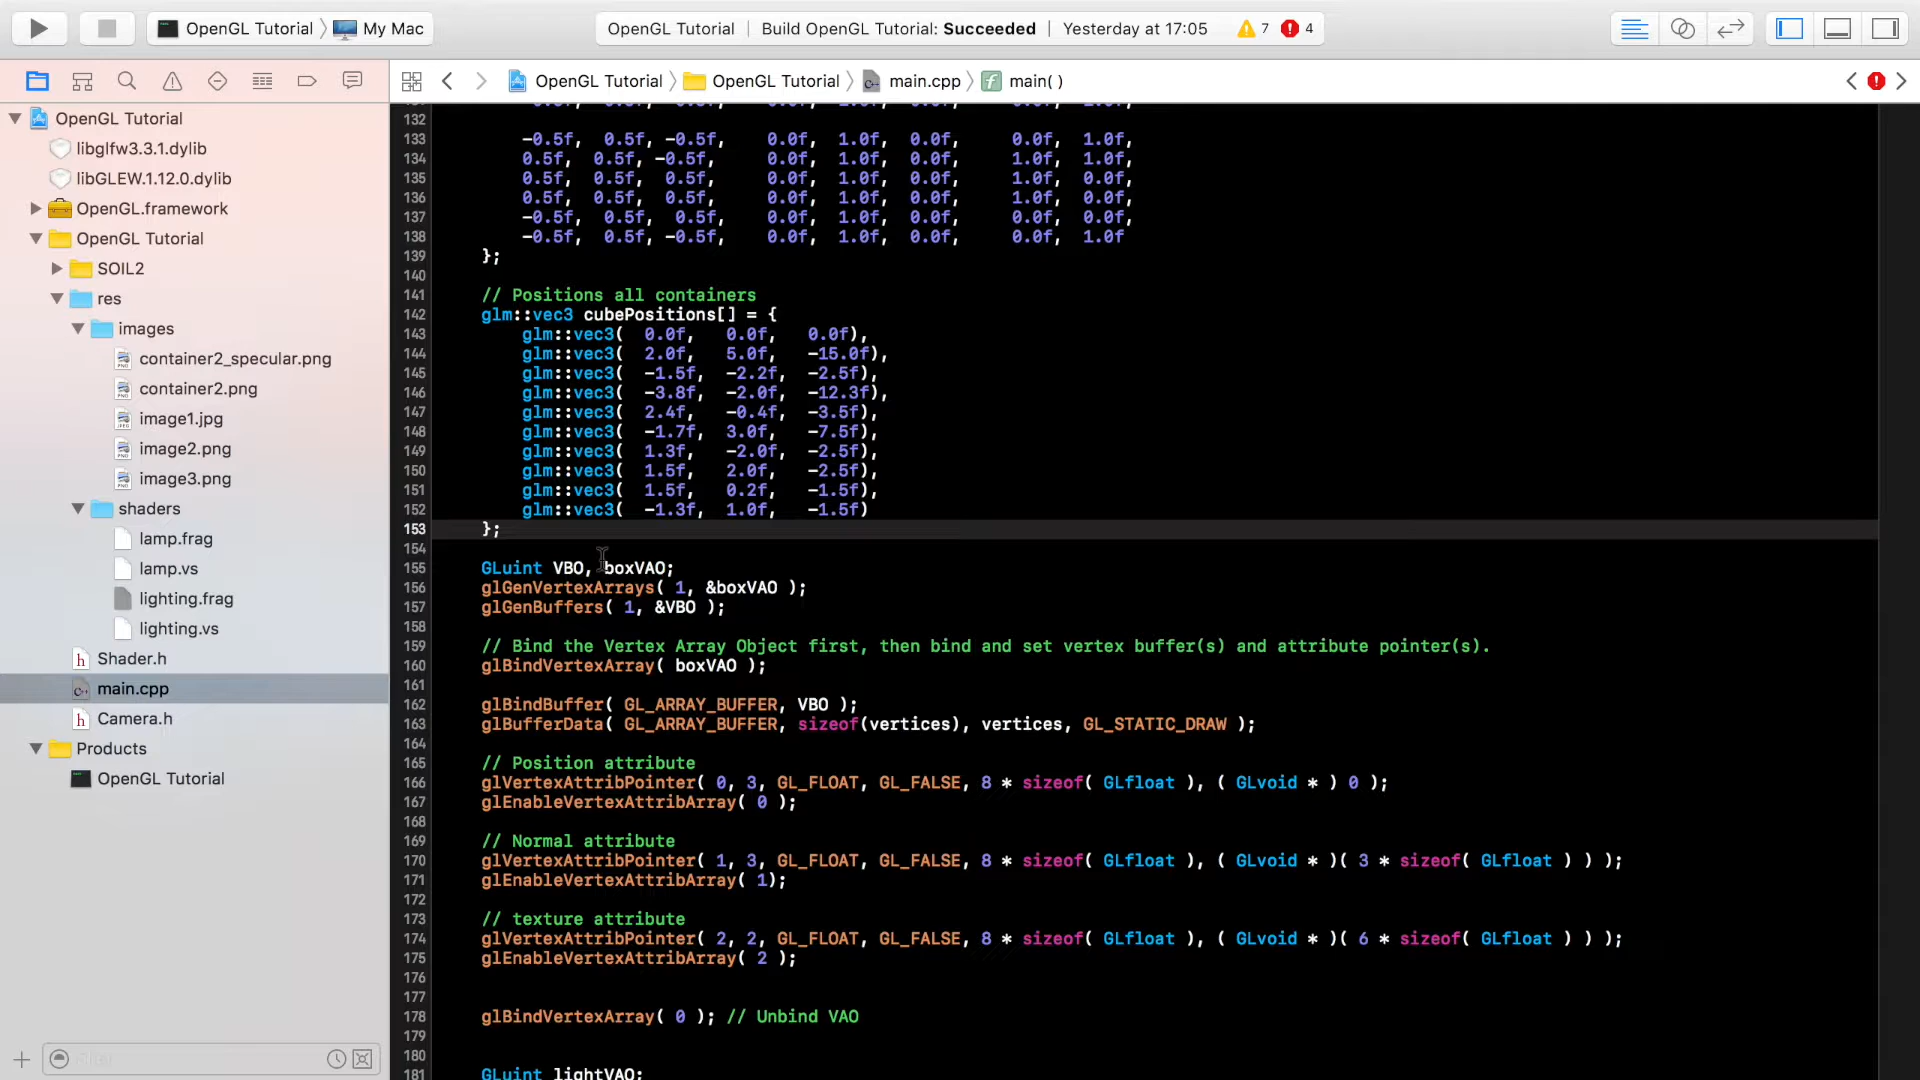 OpenGL Tutorial My Mac
OpenGL Tutorial Build OpenGL Tutorial: Succeeded Yesterday at 17:05 7 4
OpenGL Tutorial OpenGL Tutorial main.cpp main( )
OpenGL Tutorial
libglfw3.3.1.dylib
libGLEW.1.12.0.dylib
OpenGL.framework
OpenGL Tutorial
SOIL2
res
images
container2_specular.png
container2.png
image1.jpg
image2.png
image3.png
shaders
lamp.frag
lamp.vs
lighting.frag
lighting.vs
Shader.h
main.cpp
Camera.h
Products
OpenGL Tutorial
132
133 -0.5f, 0.5f, -0.5f, 0.0f, 1.0f, 0.0f, 0.0f, 1.0f,
134 0.5f, 0.5f, -0.5f, 0.0f, 1.0f, 0.0f, 1.0f, 1.0f,
135 0.5f, 0.5f, 0.5f, 0.0f, 1.0f, 0.0f, 1.0f, 0.0f,
136 0.5f, 0.5f, 0.5f, 0.0f, 1.0f, 0.0f, 1.0f, 0.0f,
137 -0.5f, 0.5f, 0.5f, 0.0f, 1.0f, 0.0f, 0.0f, 0.0f,
138 -0.5f, 0.5f, -0.5f, 0.0f, 1.0f, 0.0f, 0.0f, 1.0f
139 };
140
141 // Positions all containers
142 glm::vec3 cubePositions[] = {
143 glm::vec3( 0.0f, 0.0f, 0.0f),
144 glm::vec3( 2.0f, 5.0f, -15.0f),
145 glm::vec3( -1.5f, -2.2f, -2.5f),
146 glm::vec3( -3.8f, -2.0f, -12.3f),
147 glm::vec3( 2.4f, -0.4f, -3.5f),
148 glm::vec3( -1.7f, 3.0f, -7.5f),
149 glm::vec3( 1.3f, -2.0f, -2.5f),
150 glm::vec3( 1.5f, 2.0f, -2.5f),
151 glm::vec3( 1.5f, 0.2f, -1.5f),
152 glm::vec3( -1.3f, 1.0f, -1.5f)
153 };
154
155 GLuint VBO, boxVAO;
156 glGenVertexArrays( 1, &boxVAO );
157 glGenBuffers( 1, &VBO );
158
159 // Bind the Vertex Array Object first, then bind and set vertex buffer(s) and attribute pointer(s).
160 glBindVertexArray( boxVAO );
161
162 glBindBuffer( GL_ARRAY_BUFFER, VBO );
163 glBufferData( GL_ARRAY_BUFFER, sizeof(vertices), vertices, GL_STATIC_DRAW );
164
165 // Position attribute
166 glVertexAttribPointer( 0, 3, GL_FLOAT, GL_FALSE, 8 * sizeof( GLfloat ), ( GLvoid * ) 0 );
167 glEnableVertexAttribArray( 0 );
168
169 // Normal attribute
170 glVertexAttribPointer( 1, 3, GL_FLOAT, GL_FALSE, 8 * sizeof( GLfloat ), ( GLvoid * )( 3 * sizeof( GLfloat ) ) );
171 glEnableVertexAttribArray( 1);
172
173 // texture attribute
174 glVertexAttribPointer( 2, 2, GL_FLOAT, GL_FALSE, 8 * sizeof( GLfloat ), ( GLvoid * )( 6 * sizeof( GLfloat ) ) );
175 glEnableVertexAttribArray( 2 );
176
177
178 glBindVertexArray( 0 ); // Unbind VAO
179
180
181 GLuint lightVAO;